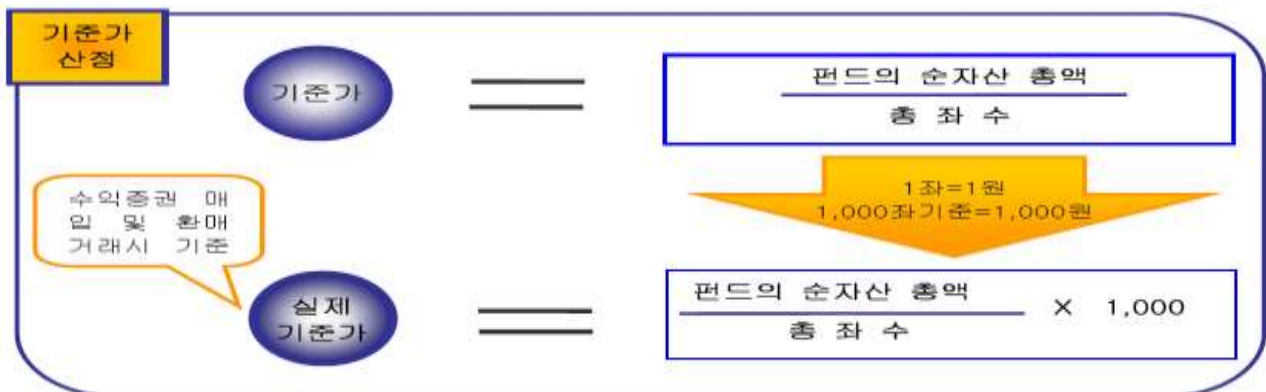 기준가
산정
기준가
펀드의 순자산 총액
총 좌 수
1좌=1원
1,000좌기준=1,000원
수익증권 매
입 및 환매
거래시 기준
실제
기준가
펀드의 순자산 총액
총 좌 수
× 1,000